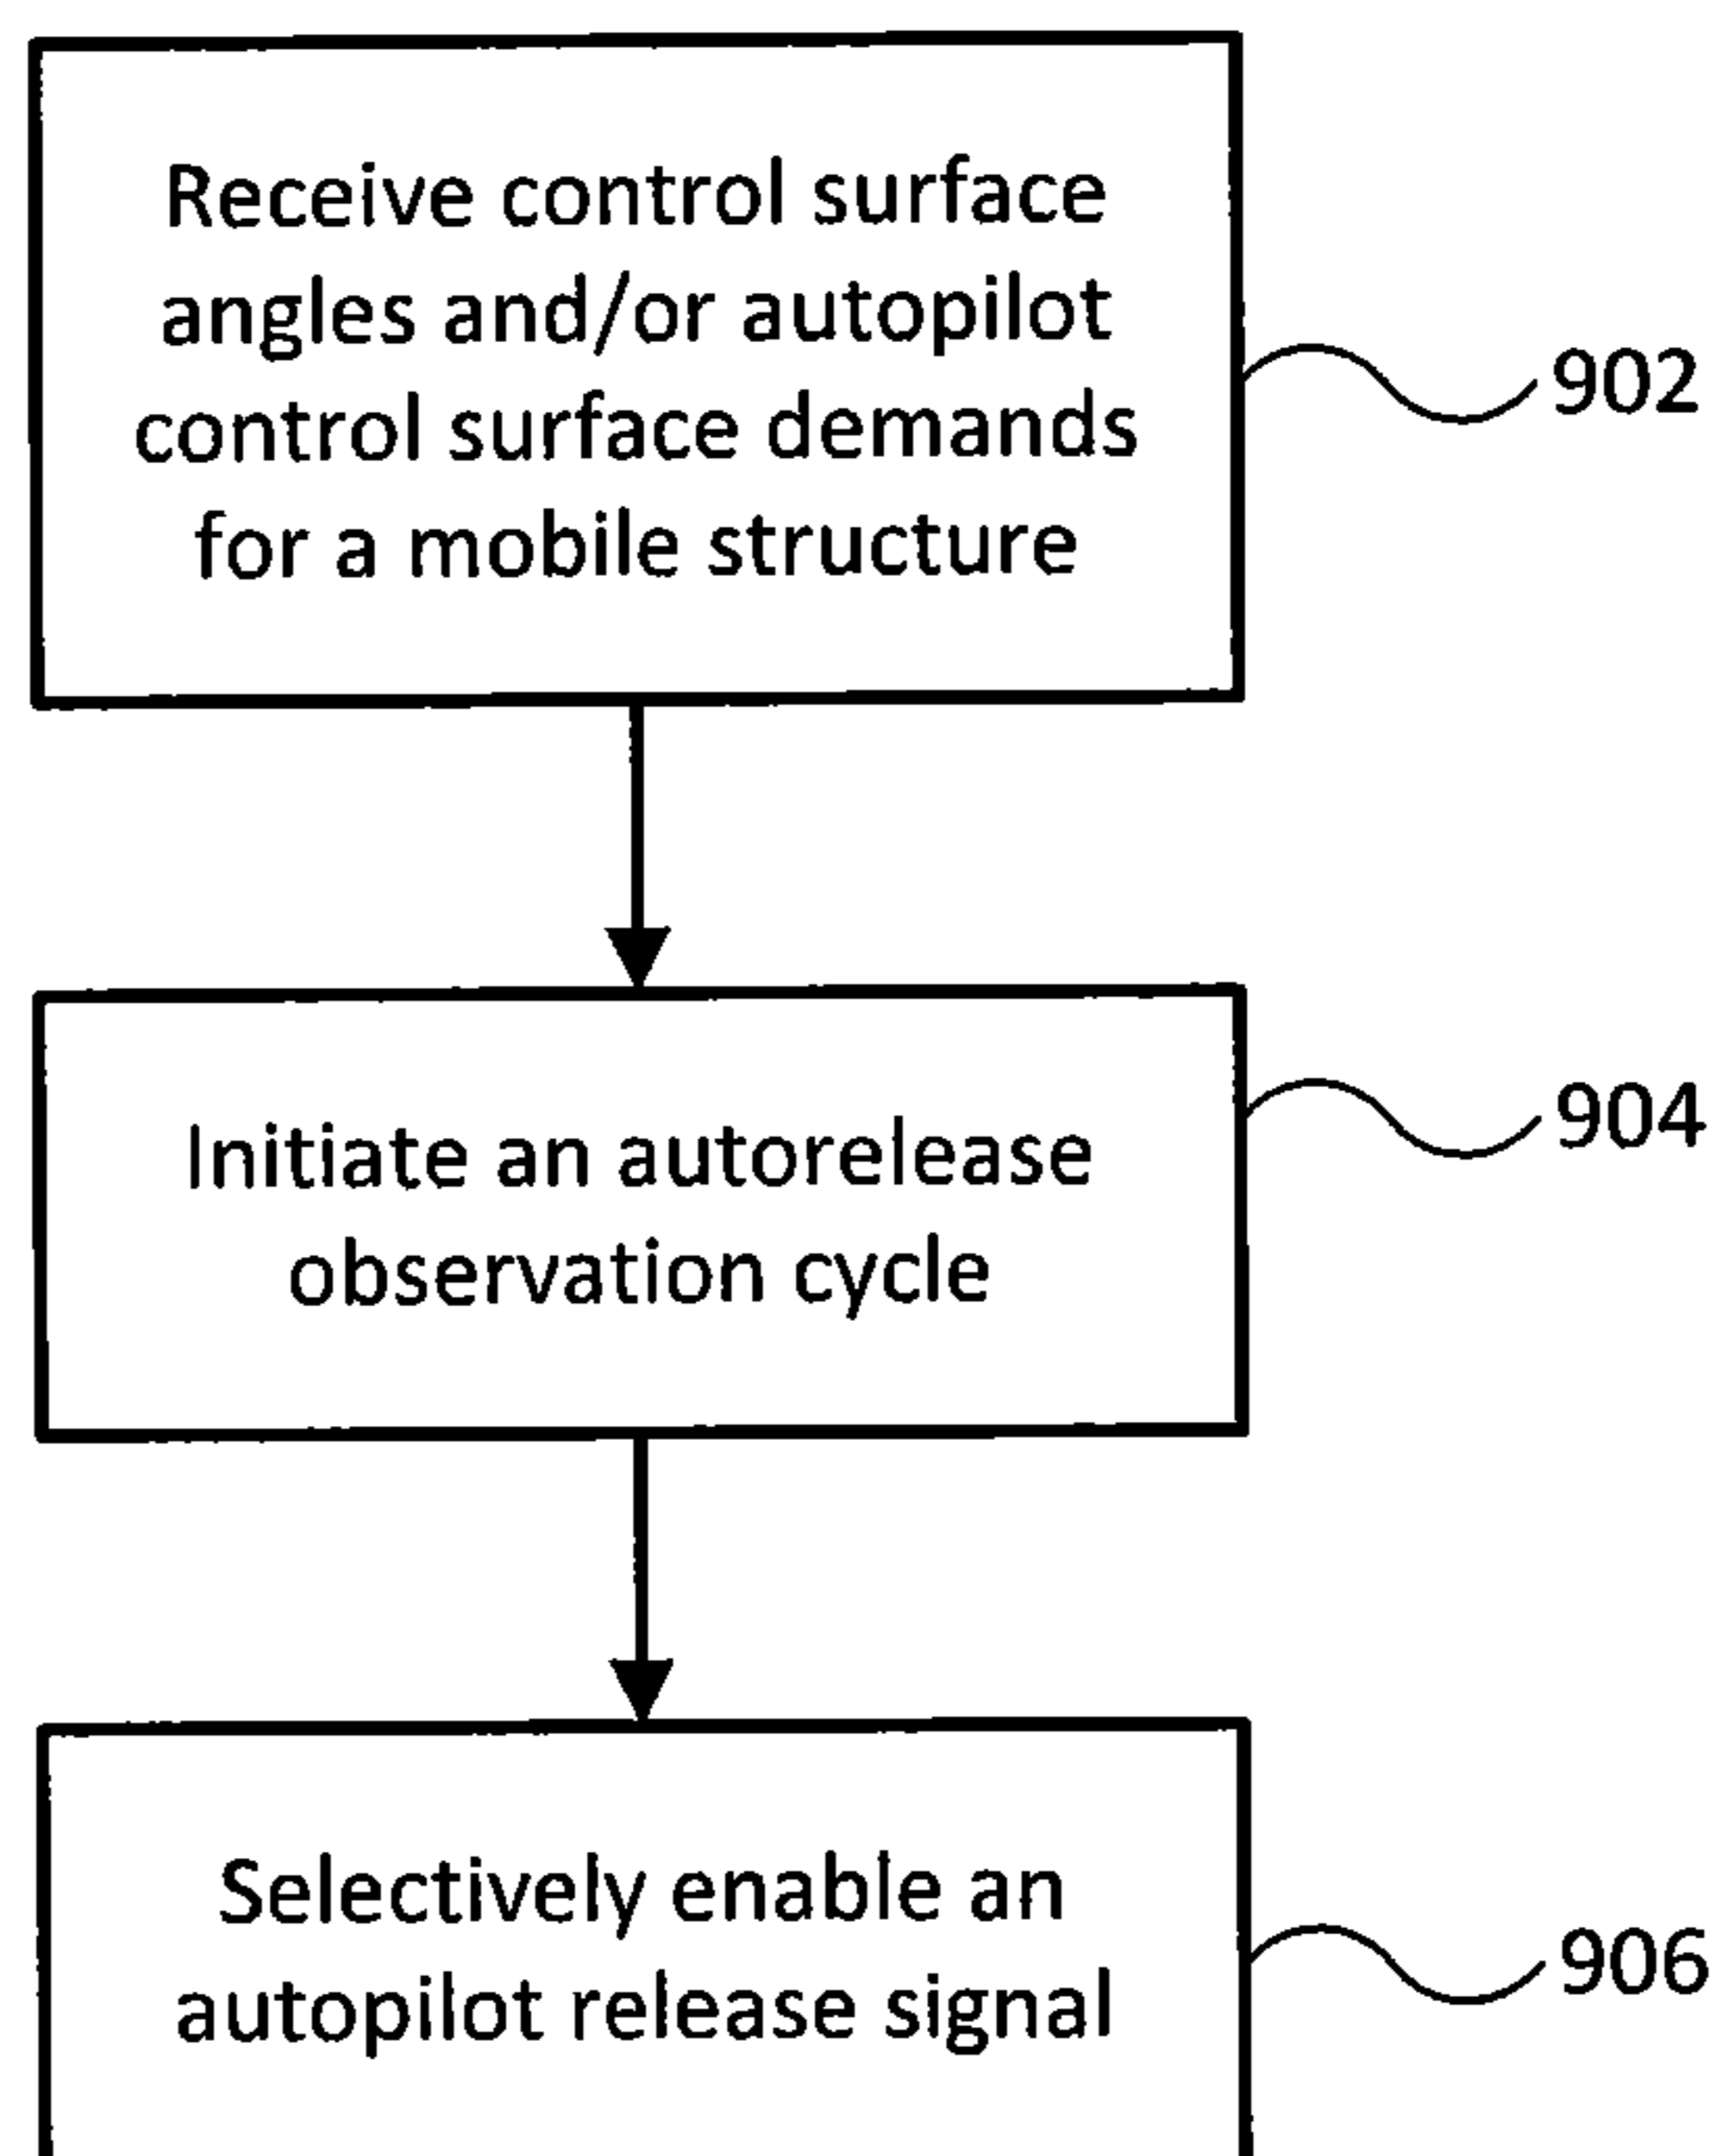 Receive control surface
angles and/or autopilot
control surface demands
for a mobile structure
902
Initiate an autorelease
observation cycle
904
Selectively enable an
autopilot release signal
906